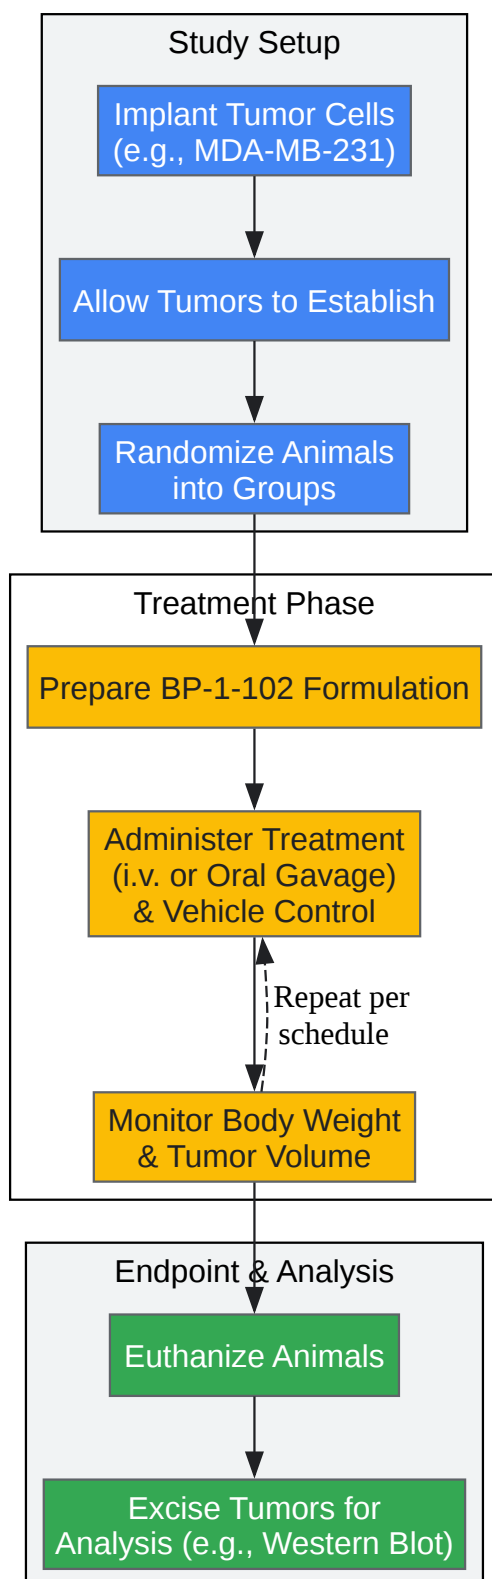 Study Setup
Implant Tumor Cells
(e.g., MDA-MB-231)
Allow Tumors to Establish
Randomize Animals
into Groups
Treatment Phase
Prepare BP-1-102 Formulation
Administer Treatment
(i.v. or Oral Gavage)
& Vehicle Control
Repeat per
schedule
Monitor Body Weight
& Tumor Volume
Endpoint & Analysis
Euthanize Animals
Excise Tumors for
Analysis (e.g., Western Blot)